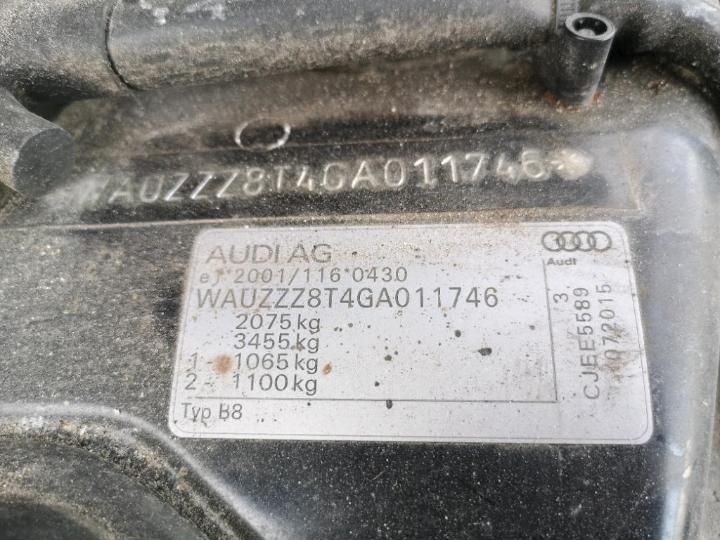 WAUZZZ8T4GA011746
AUDI AG
Audi
e1*2001/116*0430
WAUZZZ8T4GA011746
2075 kg
3455 kg
1- 1065 kg
2- 1100 kg
Typ B8
3
CJEE5589
072015